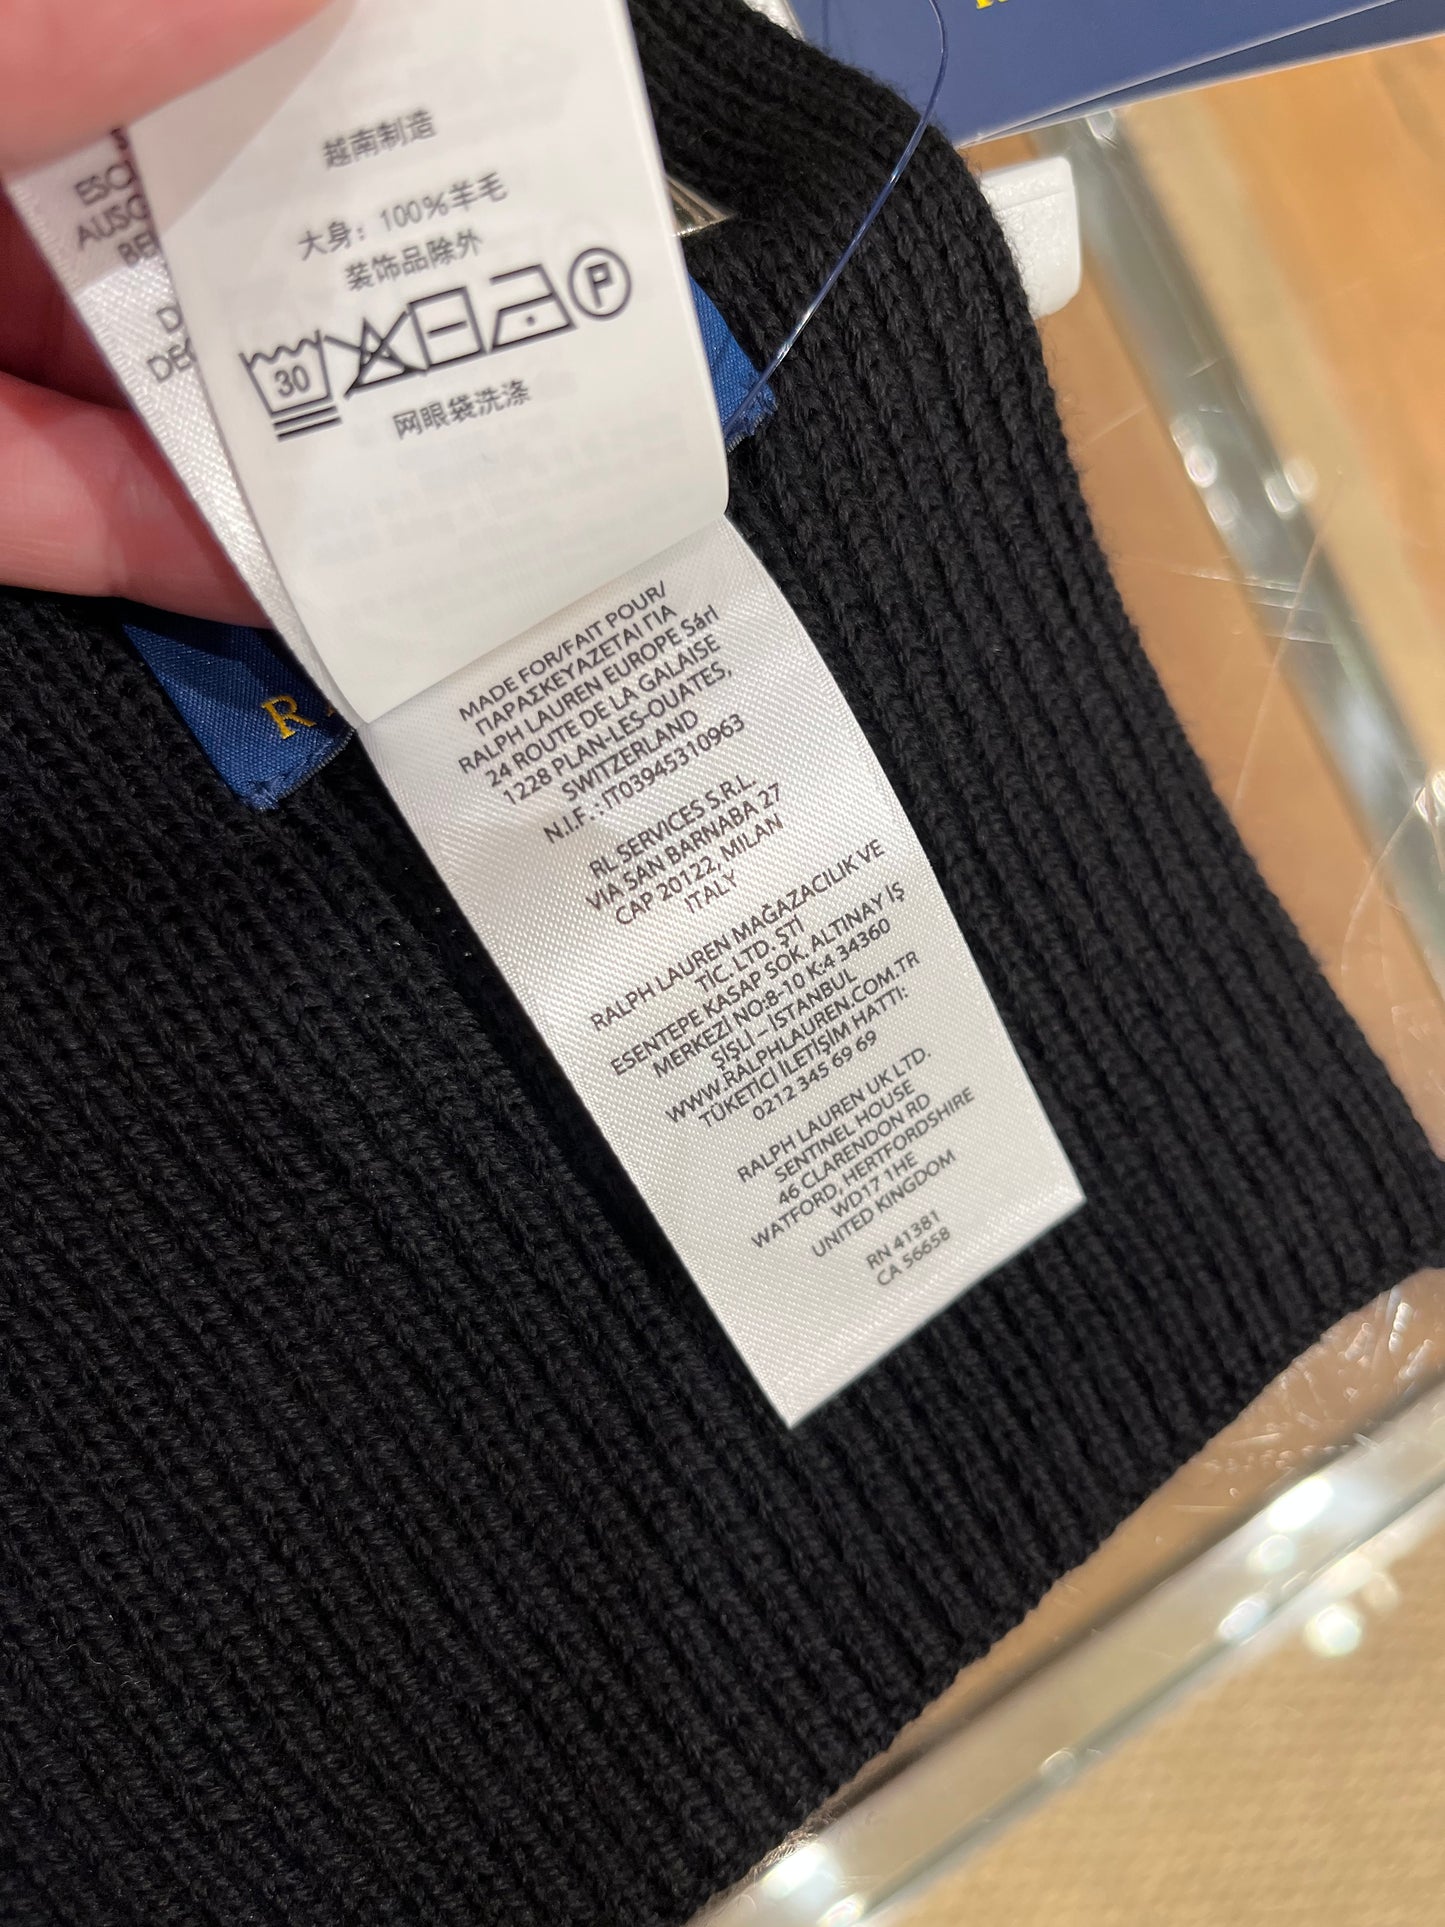 越南制造
大身：100%羊毛
装饰品除外
30
P
网眼袋洗涤
MADE FOR/FAIT POUR/
ΠΑΡΑΣΚΕΥΑΖΕΤΑΙ ΓΙΑ
RALPH LAUREN EUROPE Sárl
24 ROUTE DE LA GALAISE
1228 PLAN-LES-OUATES,
SWITZERLAND
N.I.F. : IT03945310963
RL SERVICES S.R.L.
VIA SAN BARNABA 27
CAP 20122, MILAN
ITALY
RALPH LAUREN MAĞAZACILIK VE
TİC. LTD. ŞTİ
ESENTEPE KASAP SOK. ALTINAY İŞ
MERKEZİ NO:8-10 K:4 34360
ŞİŞLİ – İSTANBUL
WWW.RALPHLAUREN.COM.TR
TÜKETİCİ İLETİŞİM HATTI:
0212 345 69 69
RALPH LAUREN UK LTD.
SENTINEL HOUSE
46 CLARENDON RD
WATFORD, HERTFORDSHIRE
WD17 1HE
UNITED KINGDOM
RN 41381
CA 56658